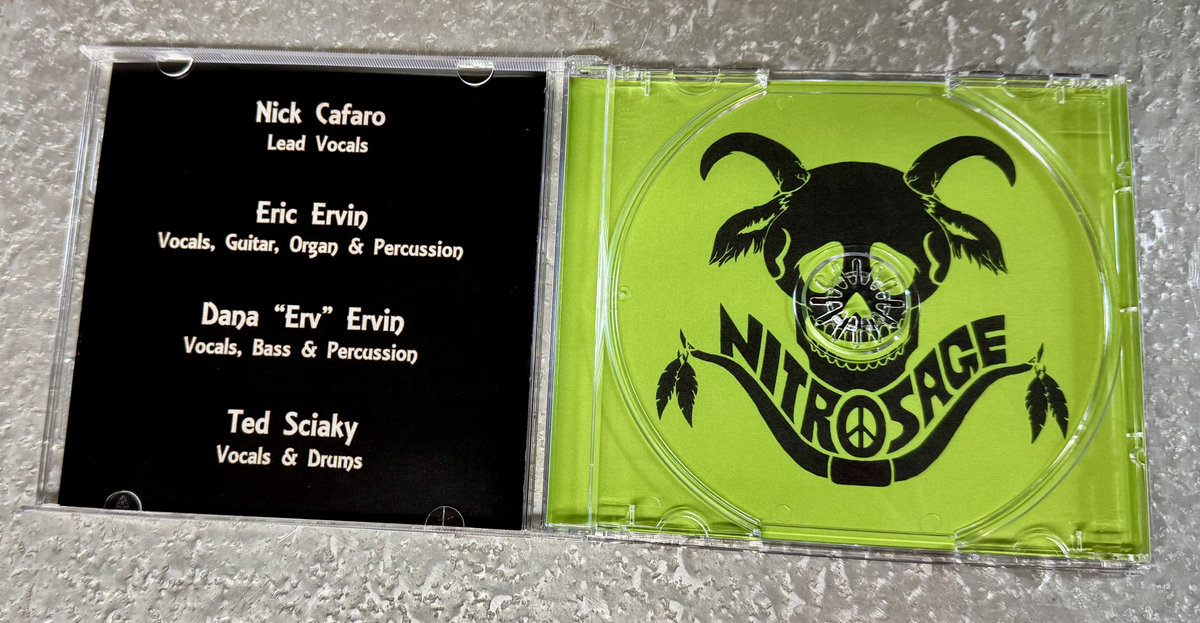 Nick Cafaro
Lead Vocals
Eric Ervin
Vocals, Guitar, Organ & Percussion
Dana “Erv” Ervin
Vocals, Bass & Percussion
Ted Sciaky
Vocals & Drums
NITROSAGE